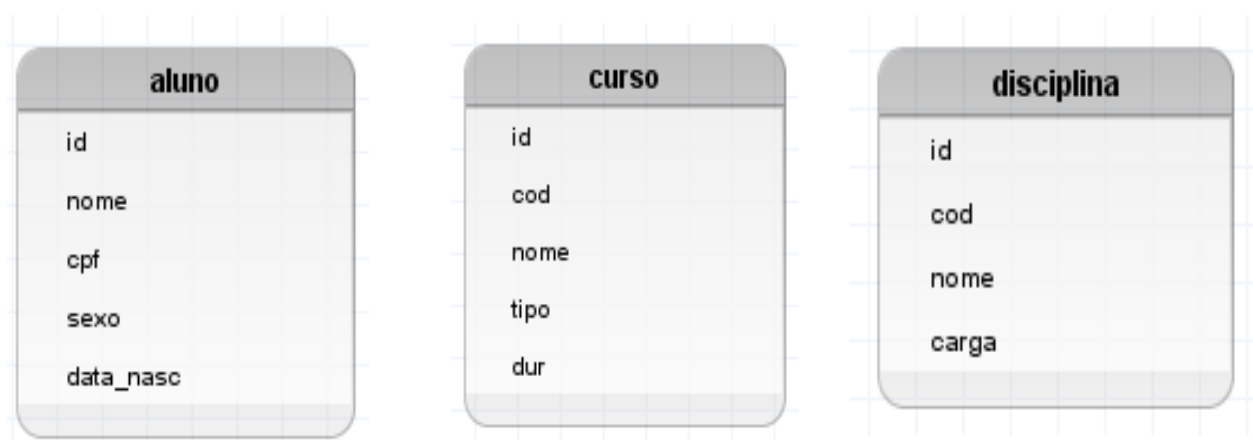 aluno
id
nome
cpf
sexo
data_nasc
curso
id
cod
nome
tipo
dur
disciplina
id
cod
nome
carga